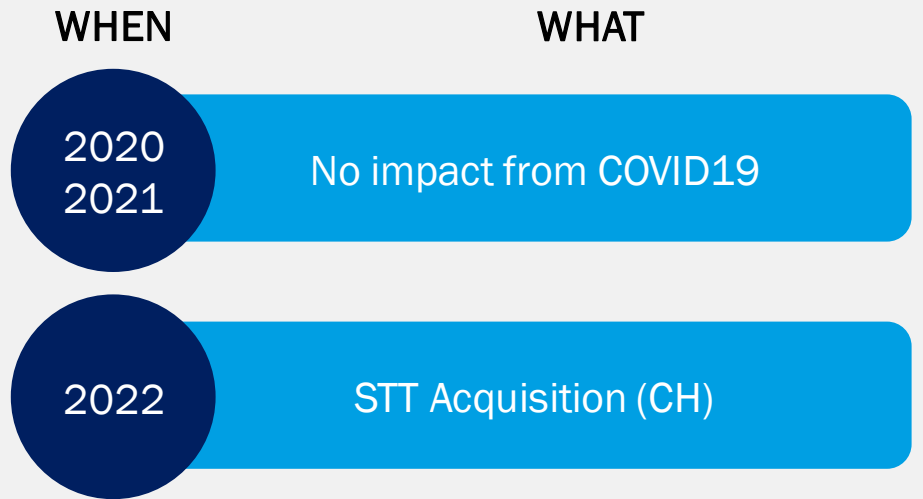 WHEN
WHAT
2020
2021
No impact from COVID19
2022
STT Acquisition (CH)